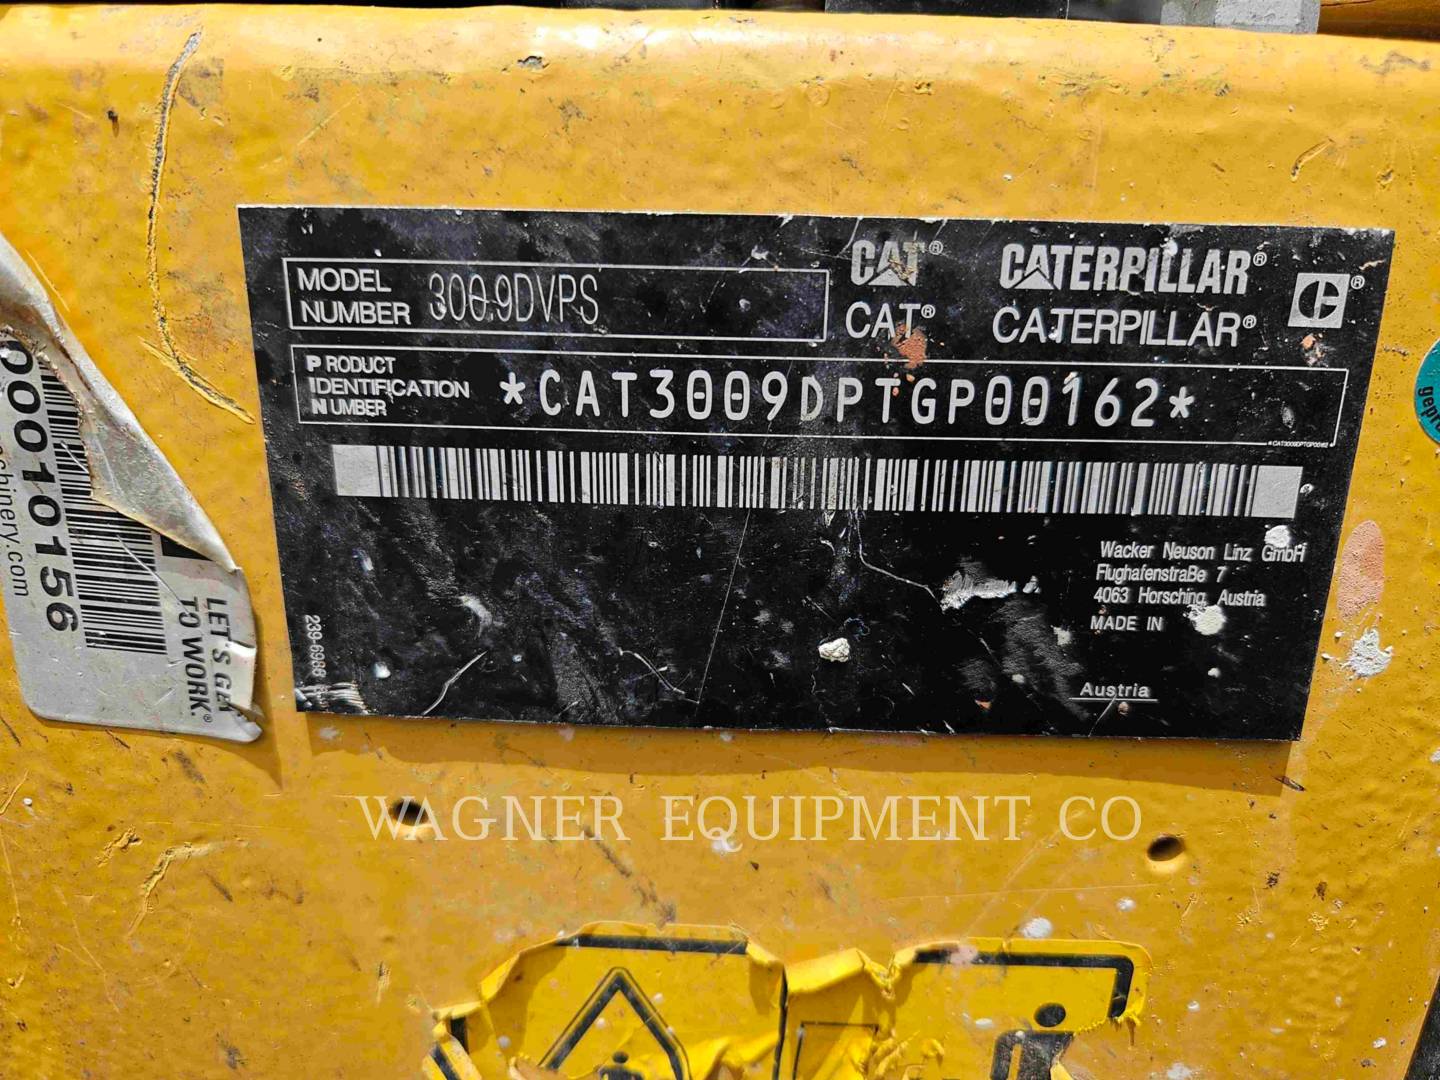 MODEL NUMBER 300.9DVPS
CAT® CATERPILLAR®
CAT® CATERPILLAR®
PRODUCT IDENTIFICATION NUMBER *CAT3009DPTGP00162*
*CAT3009DPTGP00162*
Wacker Neuson Linz GmbH
Flughafenstraße 7
4063 Horsching, Austria
MADE IN
Austria
239-6986
00010156
LET'S GET
TO WORK.®
WAGNER EQUIPMENT CO